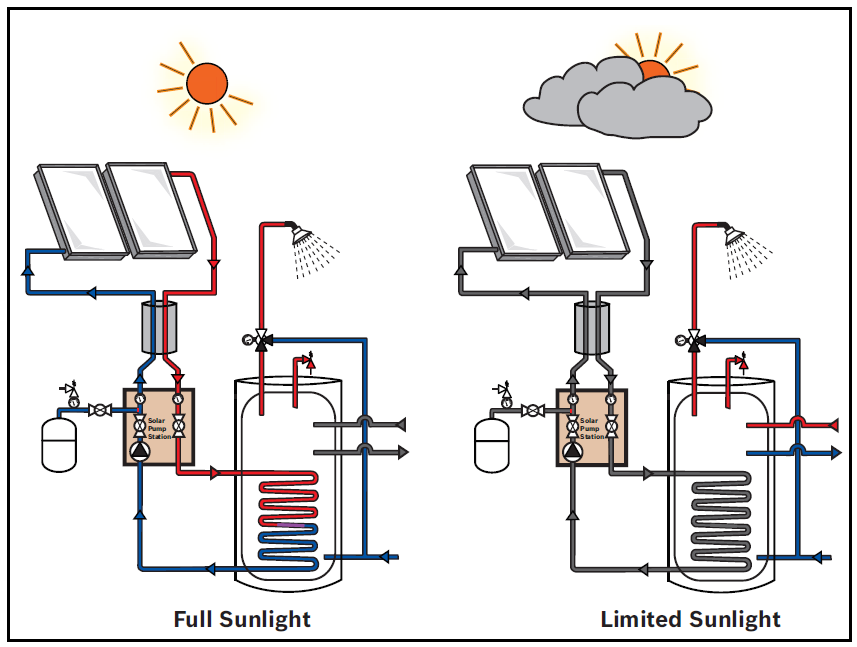 Solar
Pump
Station
Solar
Pump
Station
Full Sunlight
Limited Sunlight